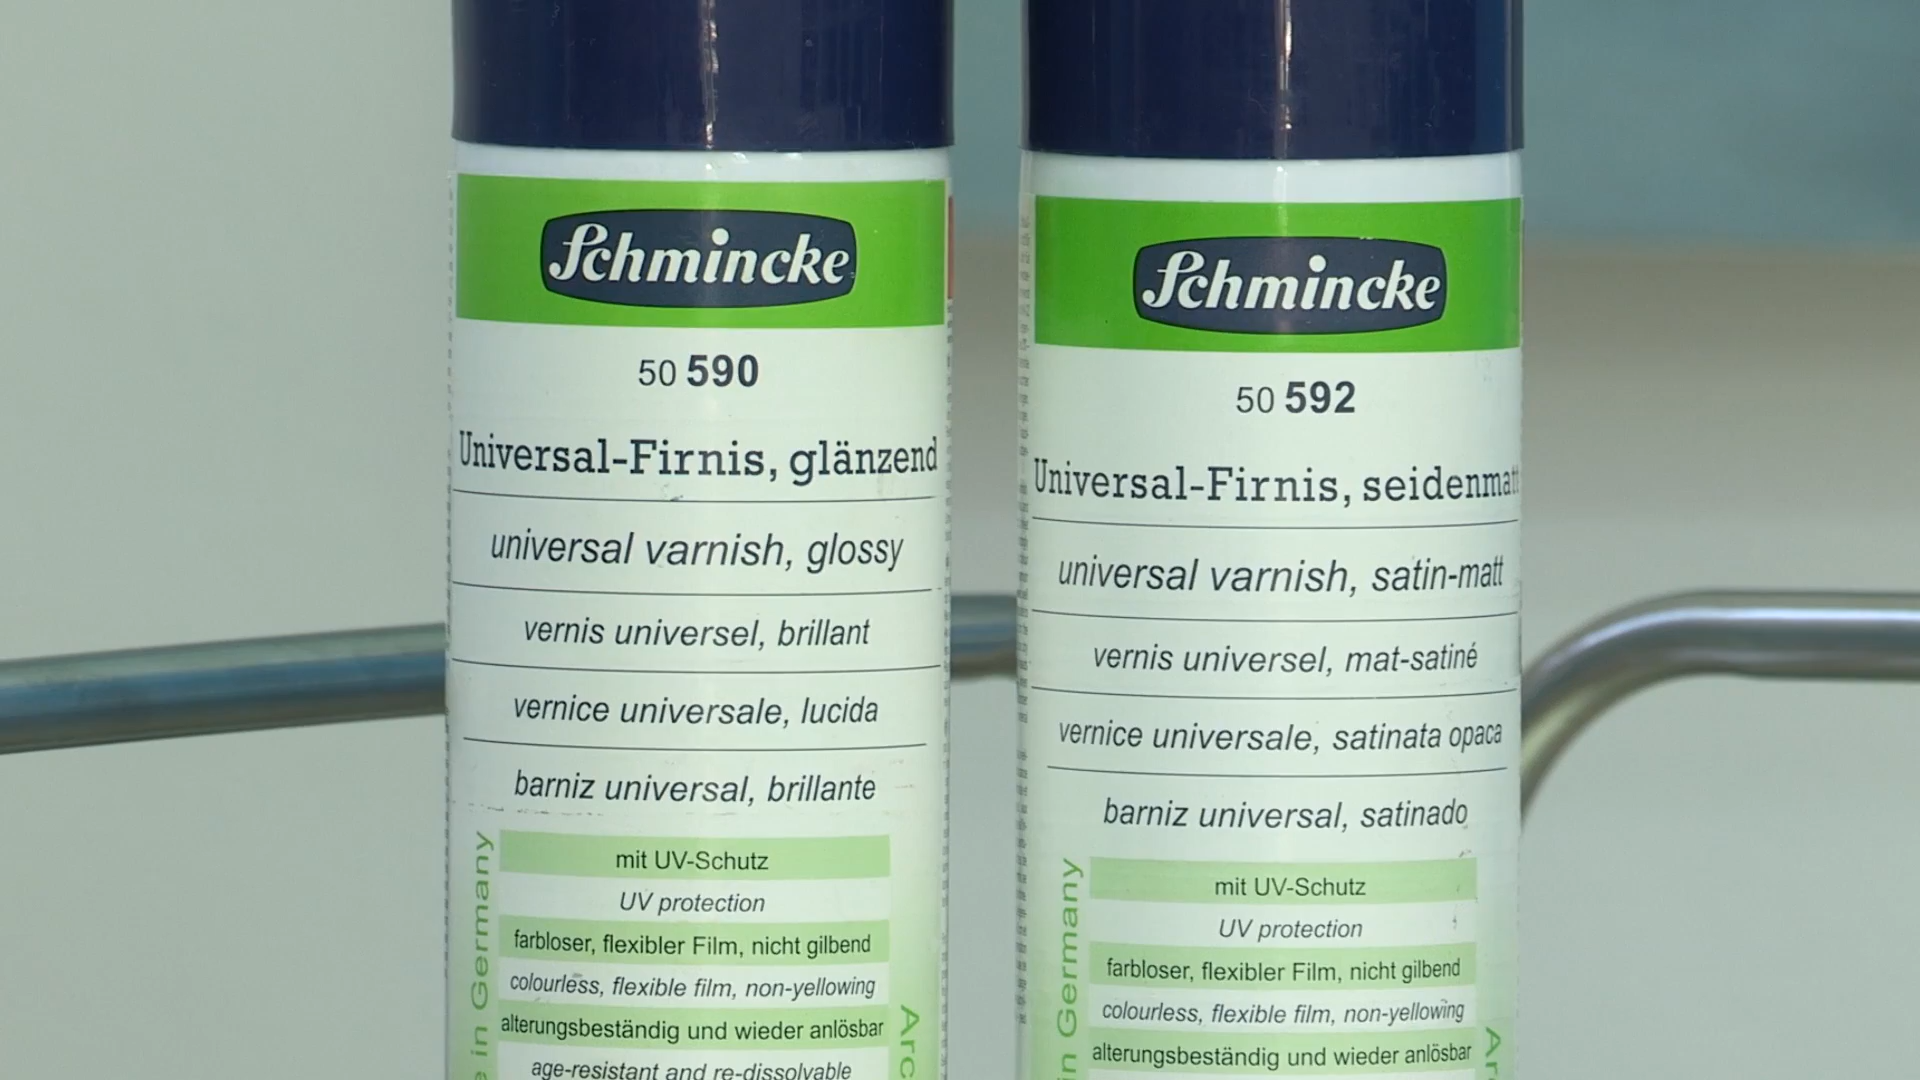 Schmincke
50 590
Universal-Firnis, glänzend
universal varnish, glossy
vernis universel, brillant
vernice universale, lucida
barniz universal, brillante
mit UV-Schutz
UV protection
farbloser, flexibler Film, nicht gilbend
colourless, flexible film, non-yellowing
alterungsbeständig und wieder anlösbar
age-resistant and re-dissolvable
in Germany
Schmincke
50 592
Universal-Firnis, seidenmatt
universal varnish, satin-matt
vernis universel, mat-satiné
vernice universale, satinata opaca
barniz universal, satinado
mit UV-Schutz
UV protection
farbloser, flexibler Film, nicht gilbend
colourless, flexible film, non-yellowing
alterungsbeständig und wieder anlösbar
in Germany